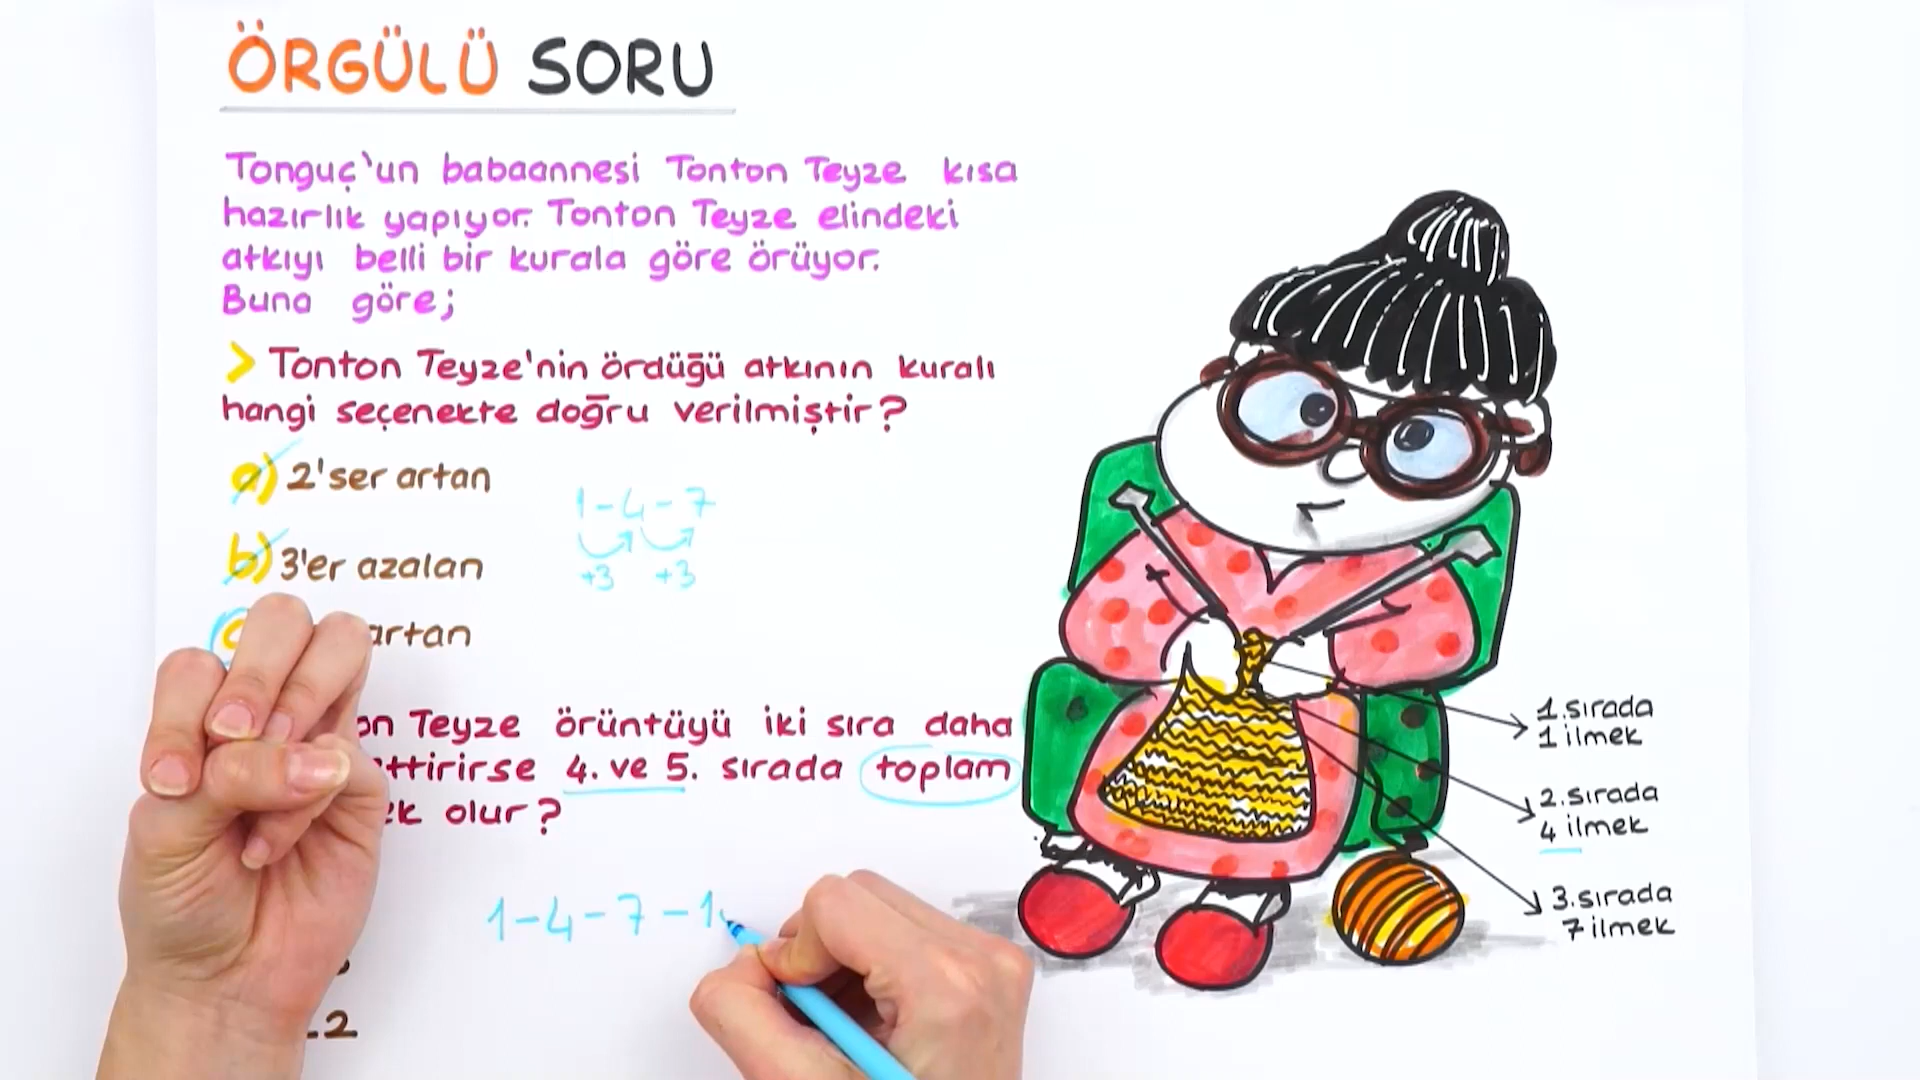 ÖRGÜLÜ SORU
Tonguç'un babaannesi Tonton Teyze kısa
hazırlık yapıyor. Tonton Teyze elindeki
atkıyı belli bir kurala göre örüyor.
Buna göre;
> Tonton Teyze'nin ördüğü atkının kuralı
hangi seçenekte doğru verilmiştir?
a) 2'ser artan
1-4-7
+3 +3
b) 3'er azalan
artan
Teyze örüntüyü iki sıra daha
4. ve 5. sırada toplam
olur?
1-4-7-1
2
1.sırada
1 ilmek
2.sırada
4 ilmek
3.sırada
7 ilmek